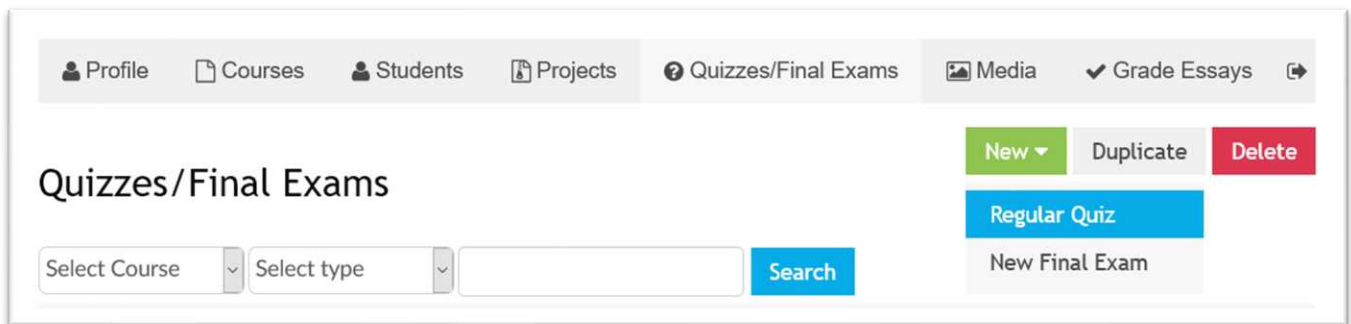 Profile Courses Students Projects Quizzes/Final Exams Media Grade Essays
New Duplicate Delete
Quizzes/Final Exams
Regular Quiz
Select Course Select type Search
New Final Exam